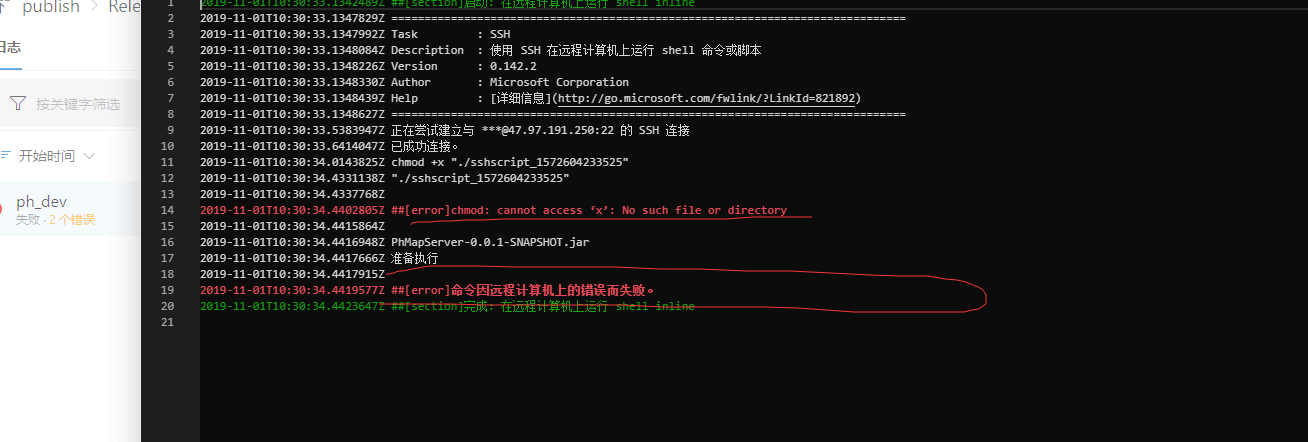 publish > Rele
日志
按关键字筛选
开始时间
ph_dev
失败 · 2 个错误
1 2019-11-01T10:30:33.1342489Z ##[section]启动: 在远程计算机上运行 shell inline
2 2019-11-01T10:30:33.1347829Z ==============================================================================
3 2019-11-01T10:30:33.1347992Z Task         : SSH
4 2019-11-01T10:30:33.1348084Z Description  : 使用 SSH 在远程计算机上运行 shell 命令或脚本
5 2019-11-01T10:30:33.1348226Z Version      : 0.142.2
6 2019-11-01T10:30:33.1348330Z Author       : Microsoft Corporation
7 2019-11-01T10:30:33.1348439Z Help         : [详细信息](http://go.microsoft.com/fwlink/?LinkId=821892)
8 2019-11-01T10:30:33.1348627Z ==============================================================================
9 2019-11-01T10:30:33.5383947Z 正在尝试建立与 ***@47.97.191.250:22 的 SSH 连接
10 2019-11-01T10:30:33.6414047Z 已成功连接。
11 2019-11-01T10:30:34.0143825Z chmod +x "./sshscript_1572604233525"
12 2019-11-01T10:30:34.4331138Z "./sshscript_1572604233525"
13 2019-11-01T10:30:34.4337768Z
14 2019-11-01T10:30:34.4402805Z ##[error]chmod: cannot access ‘x’: No such file or directory
15 2019-11-01T10:30:34.4415864Z
16 2019-11-01T10:30:34.4416948Z PhMapServer-0.0.1-SNAPSHOT.jar
17 2019-11-01T10:30:34.4417666Z 准备执行
18 2019-11-01T10:30:34.4417915Z
19 2019-11-01T10:30:34.4419577Z ##[error]命令因远程计算机上的错误而失败。
20 2019-11-01T10:30:34.4423647Z ##[section]完成: 在远程计算机上运行 shell inline
21